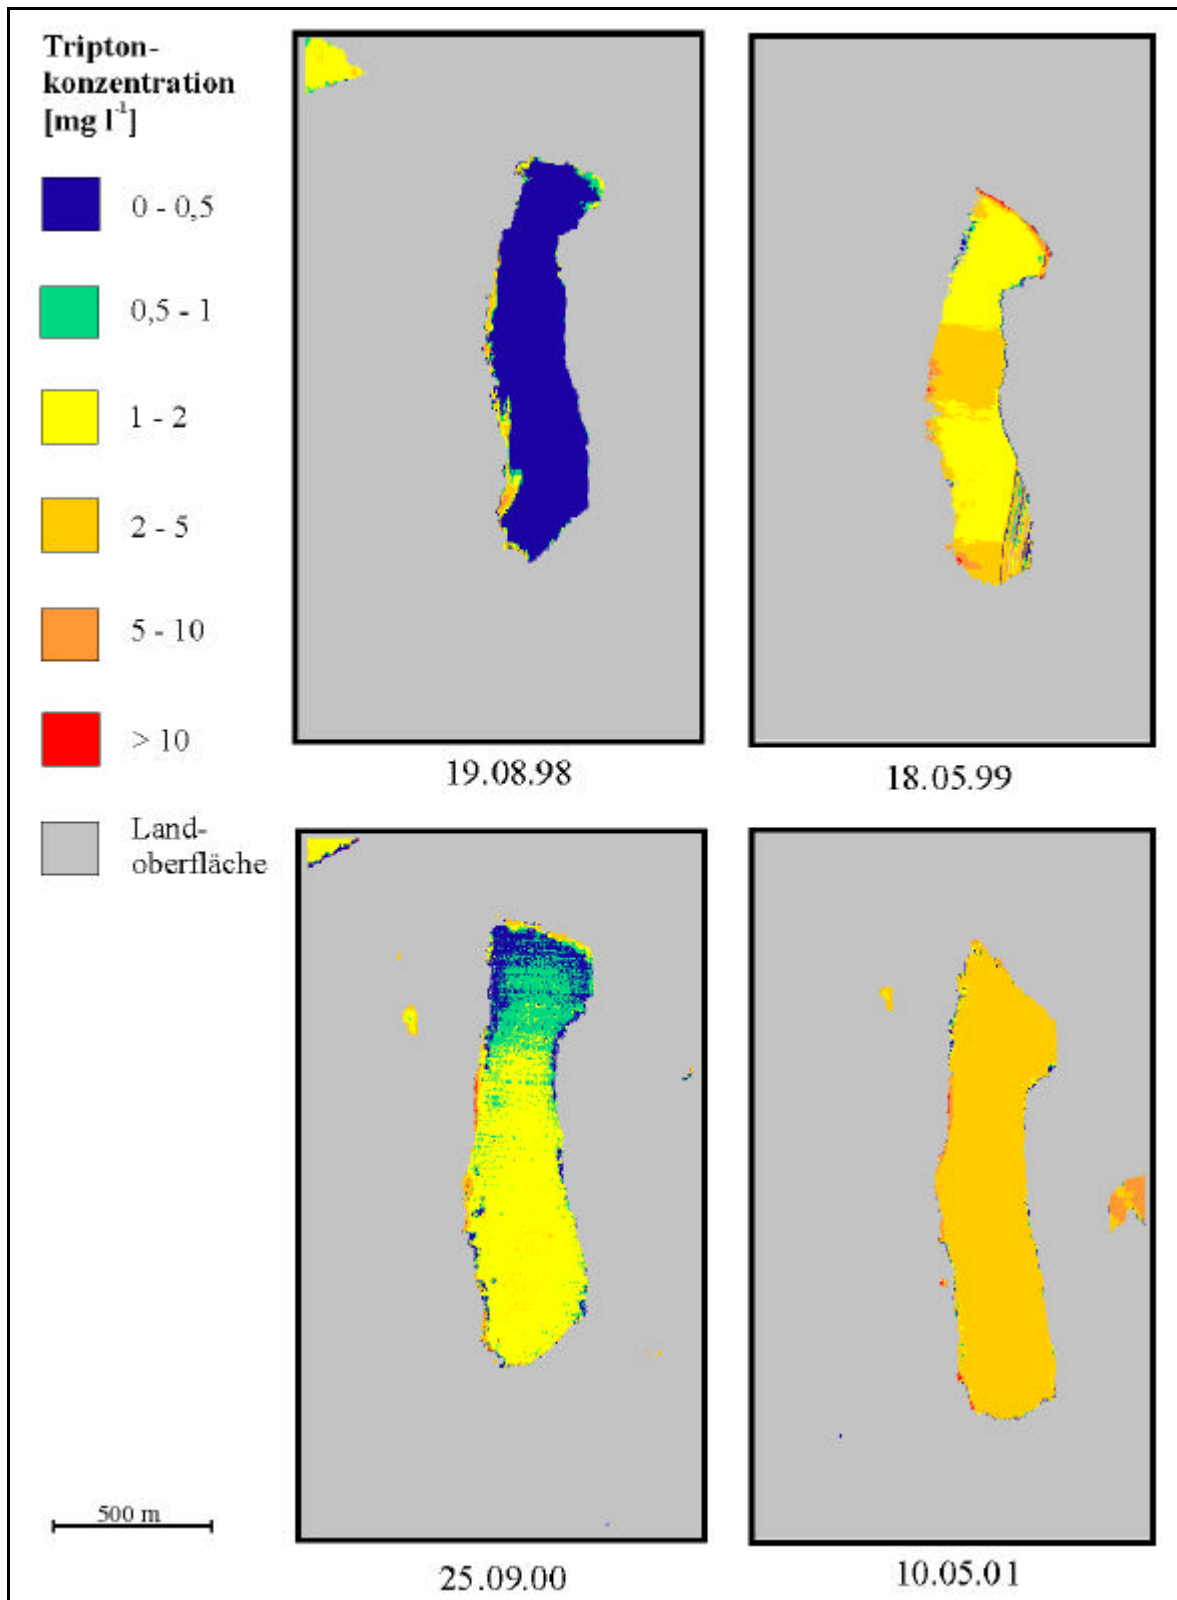 Tripton-
konzentration
[mg l⁻¹]
0 - 0,5
0,5 - 1
1 - 2
2 - 5
5 - 10
> 10
Land-
oberfläche
500 m
19.08.98
18.05.99
25.09.00
10.05.01